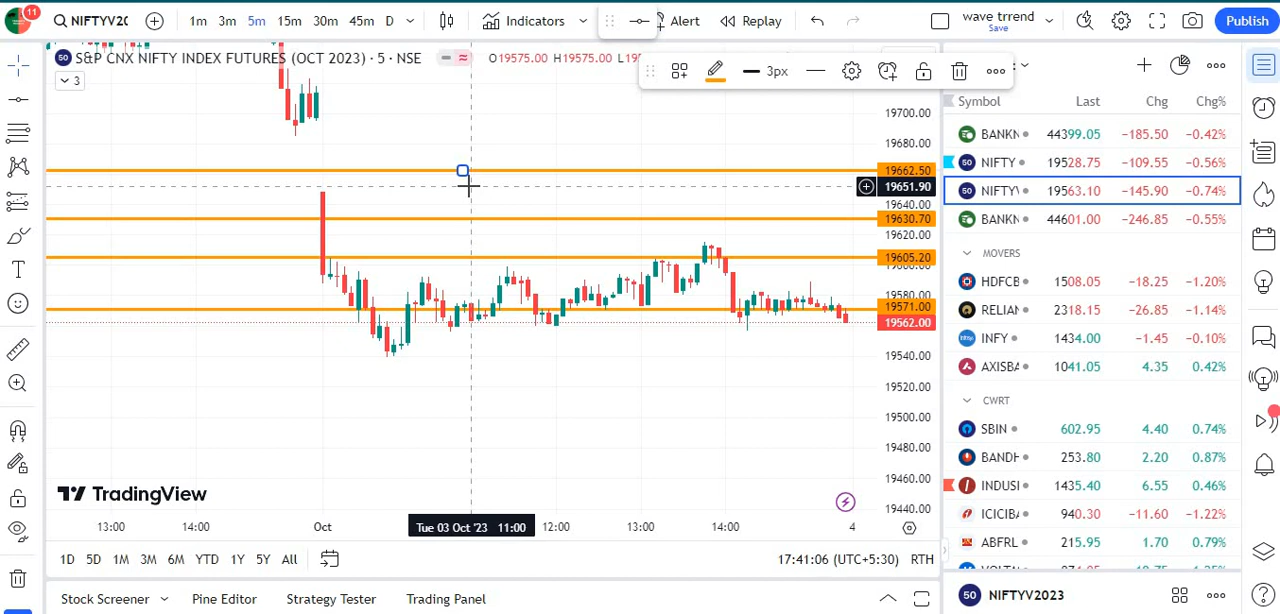 11 NIFTYV20 1m 3m 5m 15m 30m 45m D Indicators Alert Replay wave trend Save Publish
50 S&P CNX NIFTY INDEX FUTURES (OCT 2023) · 5 · NSE O19575.00 H19575.00
3 3px
19700.00
19680.00
19662.50
19651.90
19640.00
19630.70
19620.00
19605.20
19600.00
19580.00
19571.00
19562.00
19540.00
19520.00
19500.00
19480.00
19460.00
19440.00
TradingView
13:00 14:00 Oct Tue 03 Oct '23 11:00 12:00 13:00 14:00 4
1D 5D 1M 3M 6M YTD 1Y 5Y All 17:41:06 (UTC+5:30) RTH
Stock Screener Pine Editor Strategy Tester Trading Panel
Symbol Last Chg Chg%
BANKN 44399.05 −185.50 −0.42%
50 NIFTY 19528.75 −109.55 −0.56%
50 NIFTYV 19563.10 −145.90 −0.74%
BANKN 44601.00 −246.85 −0.55%
MOVERS
HDFCB 1508.05 −18.25 −1.20%
RELIAN 2318.15 −26.85 −1.14%
INFY 1434.00 −1.45 −0.10%
AXISBA 1041.05 4.35 0.42%
CWRT
SBIN 602.95 4.40 0.74%
BANDH 253.80 2.20 0.87%
INDUSI 1435.40 6.55 0.46%
ICICIBA 940.30 −11.60 −1.22%
ABFRL 215.95 1.70 0.79%
50 NIFTYV2023